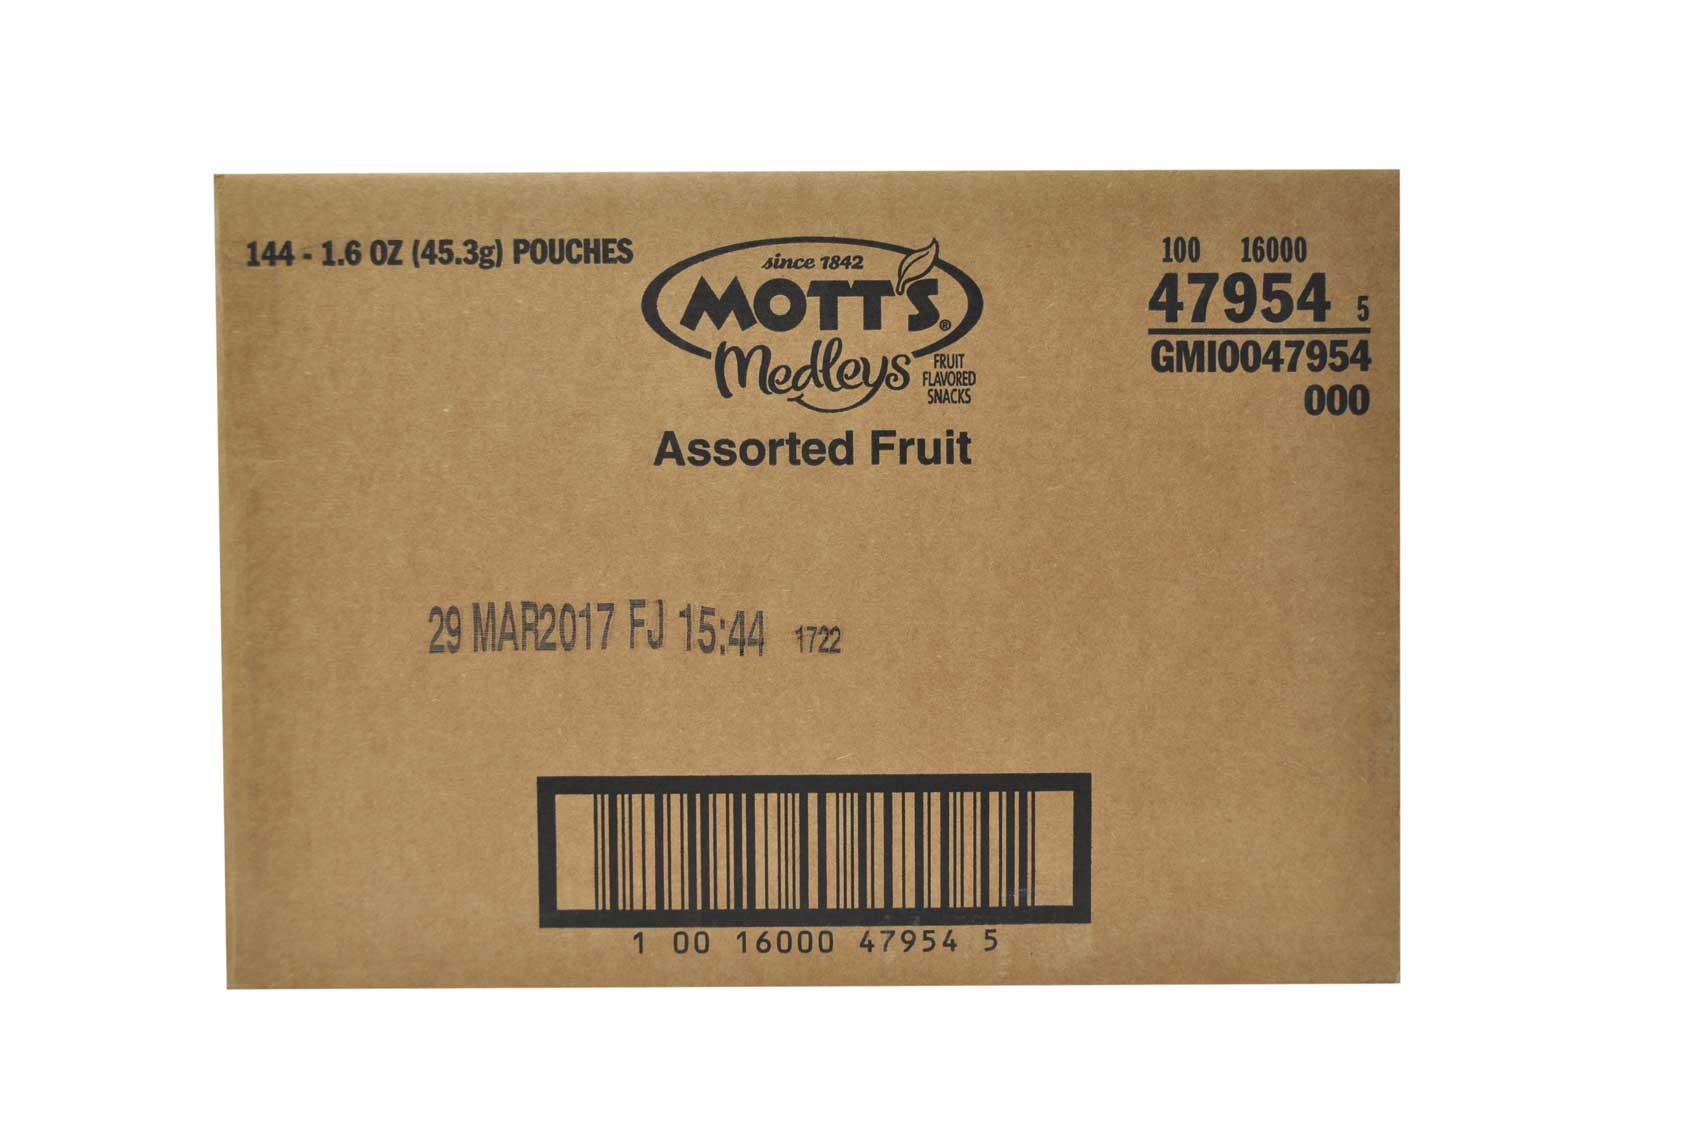 144 - 1.6 OZ (45.3g) POUCHES
since 1842
MOTT'S®
Medleys
FRUIT
FLAVORED
SNACKS
Assorted Fruit
100 16000
47954 5
GMI0047954
000
29 MAR2017 FJ 15:44 1722
1 00 16000 47954 5